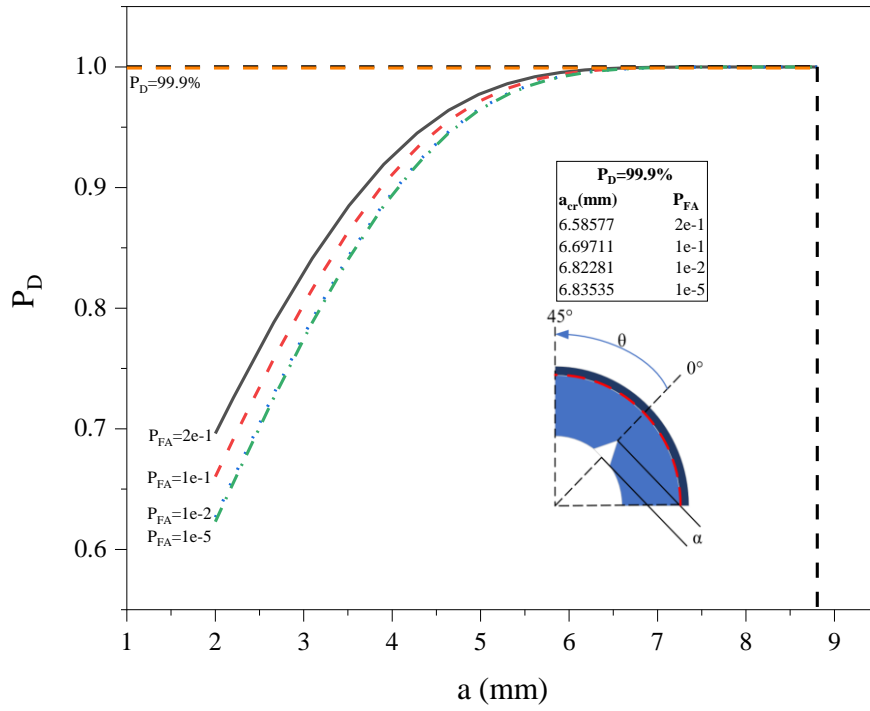 1.0
P_D=99.9%
0.9
0.8
0.7
0.6
P_D
P_FA=2e-1
P_FA=1e-1
P_FA=1e-2
P_FA=1e-5
P_D=99.9%
a_cr(mm) P_FA
6.58577 2e-1
6.69711 1e-1
6.82281 1e-2
6.83535 1e-5
45°
θ
0°
α
1 2 3 4 5 6 7 8 9
a (mm)